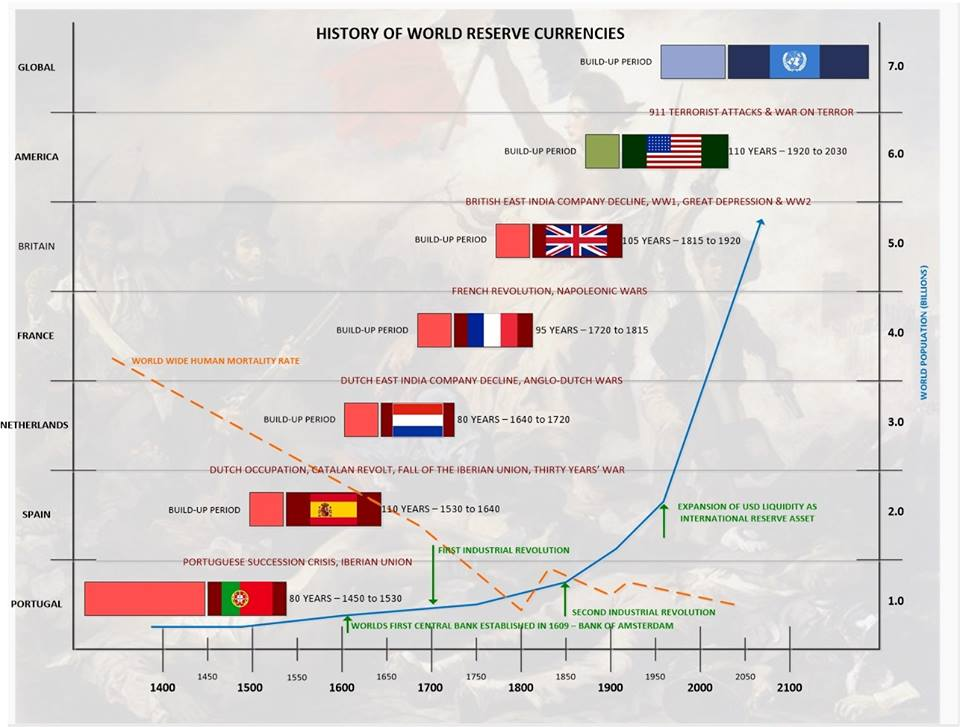 HISTORY OF WORLD RESERVE CURRENCIES
GLOBAL
BUILD-UP PERIOD
7.0
911 TERRORIST ATTACKS & WAR ON TERROR
AMERICA
BUILD-UP PERIOD
110 YEARS – 1920 to 2030
6.0
BRITISH EAST INDIA COMPANY DECLINE, WW1, GREAT DEPRESSION & WW2
BRITAIN
BUILD-UP PERIOD
105 YEARS – 1815 to 1920
5.0
FRENCH REVOLUTION, NAPOLEONIC WARS
FRANCE
BUILD-UP PERIOD
95 YEARS – 1720 to 1815
4.0
WORLD POPULATION (BILLIONS)
WORLD WIDE HUMAN MORTALITY RATE
DUTCH EAST INDIA COMPANY DECLINE, ANGLO-DUTCH WARS
NETHERLANDS
BUILD-UP PERIOD
80 YEARS – 1640 to 1720
3.0
DUTCH OCCUPATION, CATALAN REVOLT, FALL OF THE IBERIAN UNION, THIRTY YEARS’ WAR
SPAIN
BUILD-UP PERIOD
110 YEARS – 1530 to 1640
2.0
EXPANSION OF USD LIQUIDITY AS
INTERNATIONAL RESERVE ASSET
FIRST INDUSTRIAL REVOLUTION
PORTUGUESE SUCCESSION CRISIS, IBERIAN UNION
PORTUGAL
80 YEARS – 1450 to 1530
1.0
SECOND INDUSTRIAL REVOLUTION
WORLDS FIRST CENTRAL BANK ESTABLISHED IN 1609 – BANK OF AMSTERDAM
1400 1450 1500 1550 1600 1650 1700 1750 1800 1850 1900 1950 2000 2050 2100